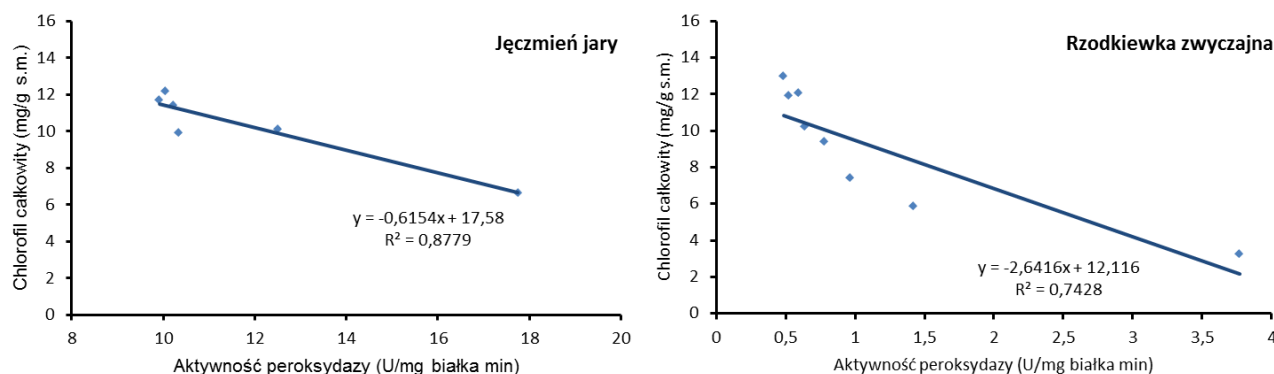 Jęczmień jary
Chlorofil całkowity (mg/g s.m.)
16
14
12
10
8
6
4
2
0
y = -0,6154x + 17,58
R² = 0,8779
8 10 12 14 16 18 20
Aktywność peroksydazy (U/mg białka min)
Rzodkiewka zwyczajna
Chlorofil całkowity (mg/g s.m.)
16
14
12
10
8
6
4
2
0
y = -2,6416x + 12,116
R² = 0,7428
0 0,5 1 1,5 2 2,5 3 3,5 4
Aktywność peroksydazy (U/mg białka min)